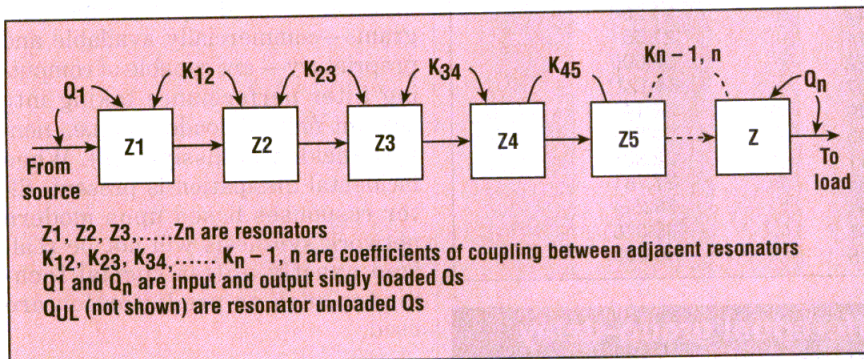 Q1
K12
K23
K34
K45
Kn – 1, n
Qn
Z1
Z2
Z3
Z4
Z5
Z
From
source
To
load
Z1, Z2, Z3,.....Zn are resonators
K12, K23, K34,...... Kn – 1, n are coefficients of coupling between adjacent resonators
Q1 and Qn are input and output singly loaded Qs
QUL (not shown) are resonator unloaded Qs